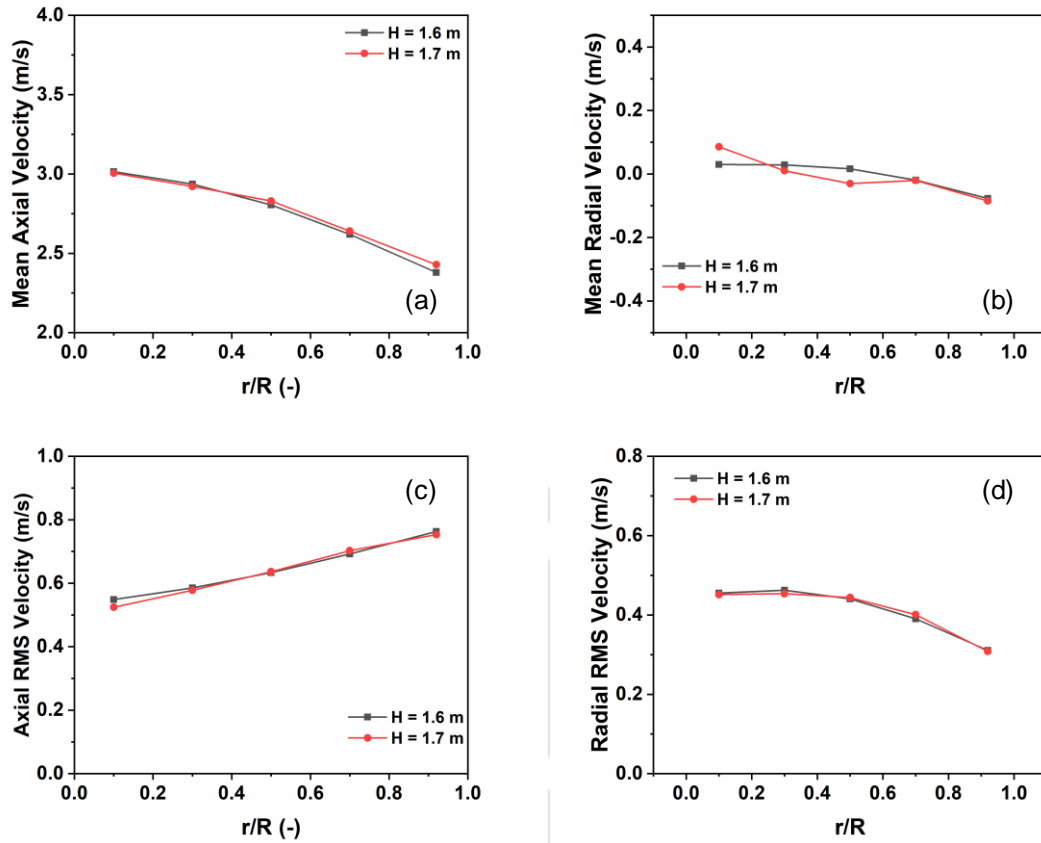 4.0
3.5
3.0
2.5
2.0
Mean Axial Velocity (m/s)
H = 1.6 m
H = 1.7 m
(a)
0.0 0.2 0.4 0.6 0.8 1.0
r/R (-)
0.4
0.2
0.0
-0.2
-0.4
Mean Radial Velocity (m/s)
H = 1.6 m
H = 1.7 m
(b)
0.0 0.2 0.4 0.6 0.8 1.0
r/R
1.0
0.8
0.6
0.4
0.2
0.0
Axial RMS Velocity (m/s)
(c)
H = 1.6 m
H = 1.7 m
0.0 0.2 0.4 0.6 0.8 1.0
r/R (-)
0.8
0.6
0.4
0.2
0.0
Radial RMS Velocity (m/s)
H = 1.6 m
H = 1.7 m
(d)
0.0 0.2 0.4 0.6 0.8 1.0
r/R